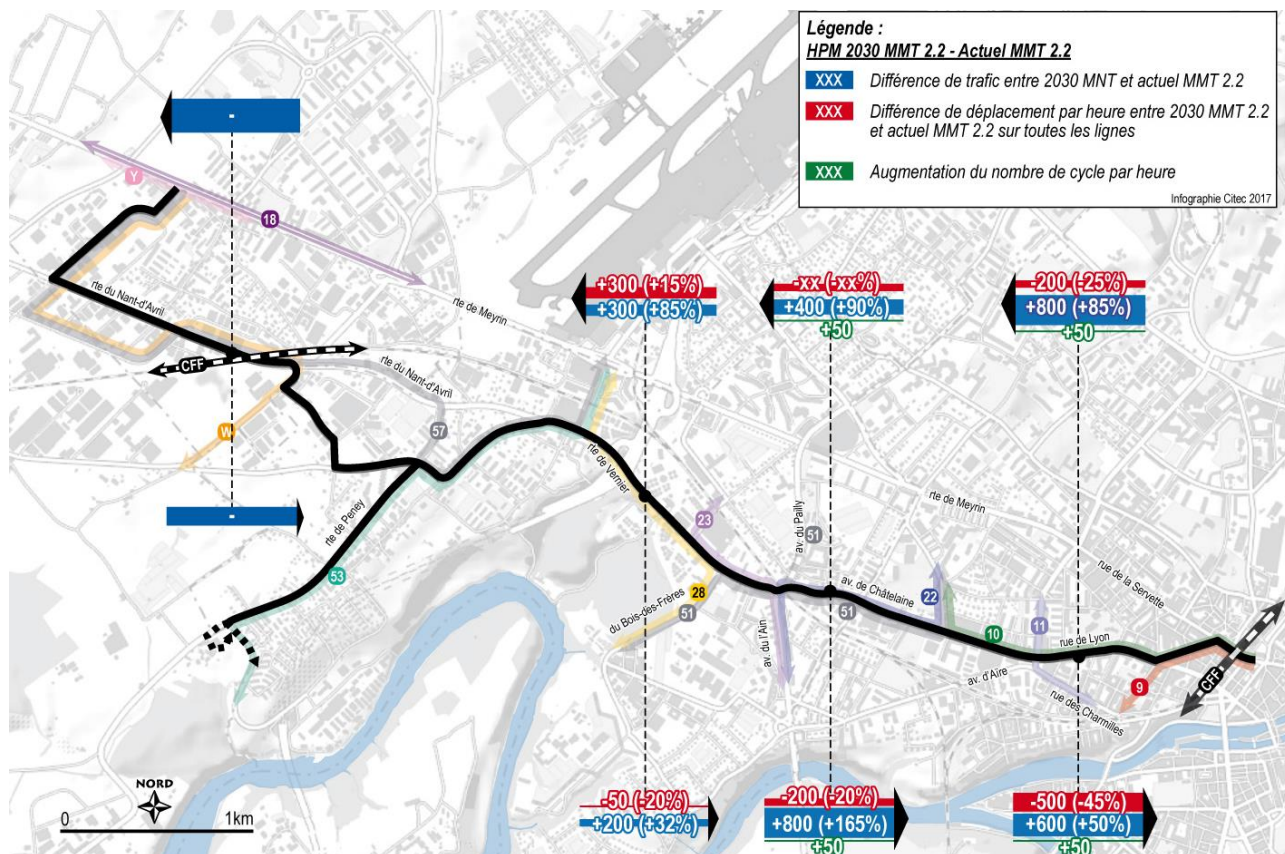 Légende :
HPM 2030 MMT 2.2 - Actuel MMT 2.2
XXX Différence de trafic entre 2030 MNT et actuel MMT 2.2
XXX Différence de déplacement par heure entre 2030 MMT 2.2
et actuel MMT 2.2 sur toutes les lignes
XXX Augmentation du nombre de cycle par heure
Infographie Citec 2017
-
Y
18
rte du Nant-d'Avril
rte de Meyrin
+300 (+15%)
+300 (+85%)
-xx (-xx%)
+400 (+90%)
+50
-200 (-25%)
+800 (+85%)
+50
CFF
rte du Nant-d'Avril
W
57
rte de Vernier
-
rte de Peney
53
23
av. du Pailly
51
rte de Meyrin
28
du Bois-des-Frères
51
av. de Châtelaine
51
22
10
11
rue de la Servette
rue de Lyon
av. du l'Ain
av. d'Aïre
rue des Charmilles
9
CFF
NORD
0 1km
-50 (-20%)
+200 (+32%)
-200 (-20%)
+800 (+165%)
+50
-500 (-45%)
+600 (+50%)
+50